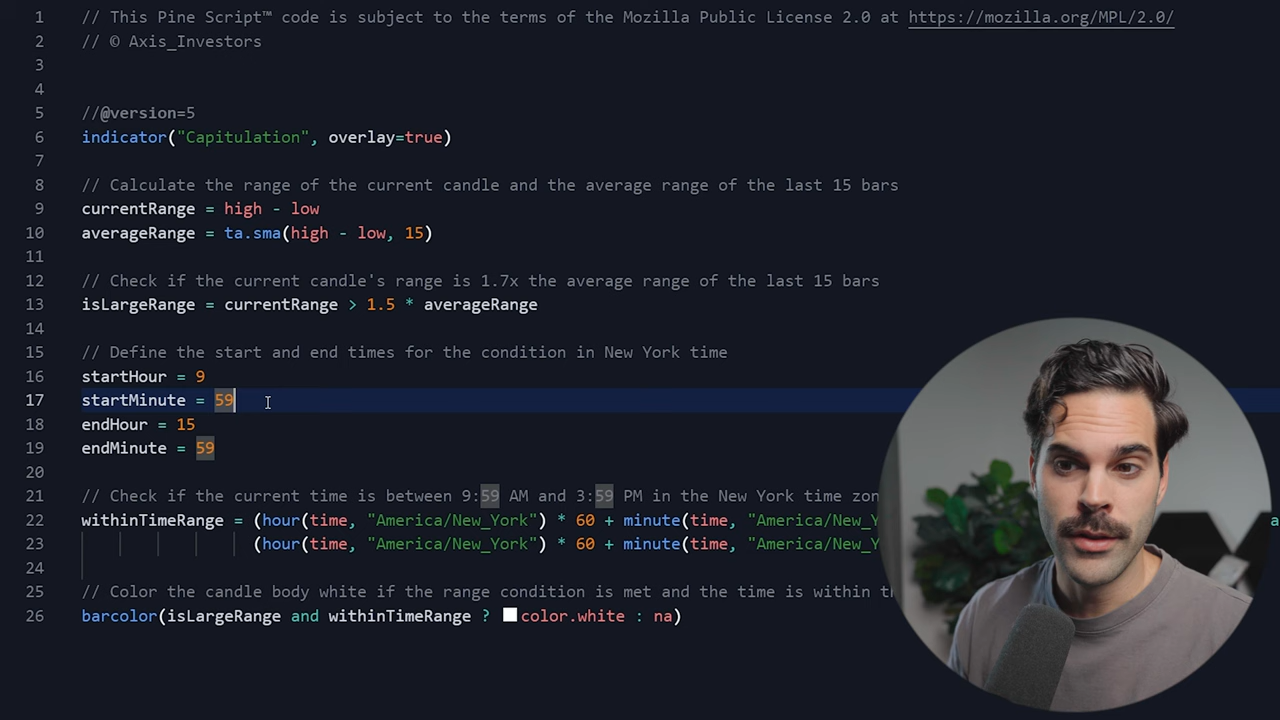 1 // This Pine Script™ code is subject to the terms of the Mozilla Public License 2.0 at https://mozilla.org/MPL/2.0/
2 // © Axis_Investors
3
4
5 //@version=5
6 indicator("Capitulation", overlay=true)
7
8 // Calculate the range of the current candle and the average range of the last 15 bars
9 currentRange = high - low
10 averageRange = ta.sma(high - low, 15)
11
12 // Check if the current candle's range is 1.7x the average range of the last 15 bars
13 isLargeRange = currentRange > 1.5 * averageRange
14
15 // Define the start and end times for the condition in New York time
16 startHour = 9
17 startMinute = 59
18 endHour = 15
19 endMinute = 59
20
21 // Check if the current time is between 9:59 AM and 3:59 PM in the New York time zon
22 withinTimeRange = (hour(time, "America/New_York") * 60 + minute(time, "America/New_Y a
23 (hour(time, "America/New_York") * 60 + minute(time, "America/New_Y
24
25 // Color the candle body white if the range condition is met and the time is within
26 barcolor(isLargeRange and withinTimeRange ? color.white : na)